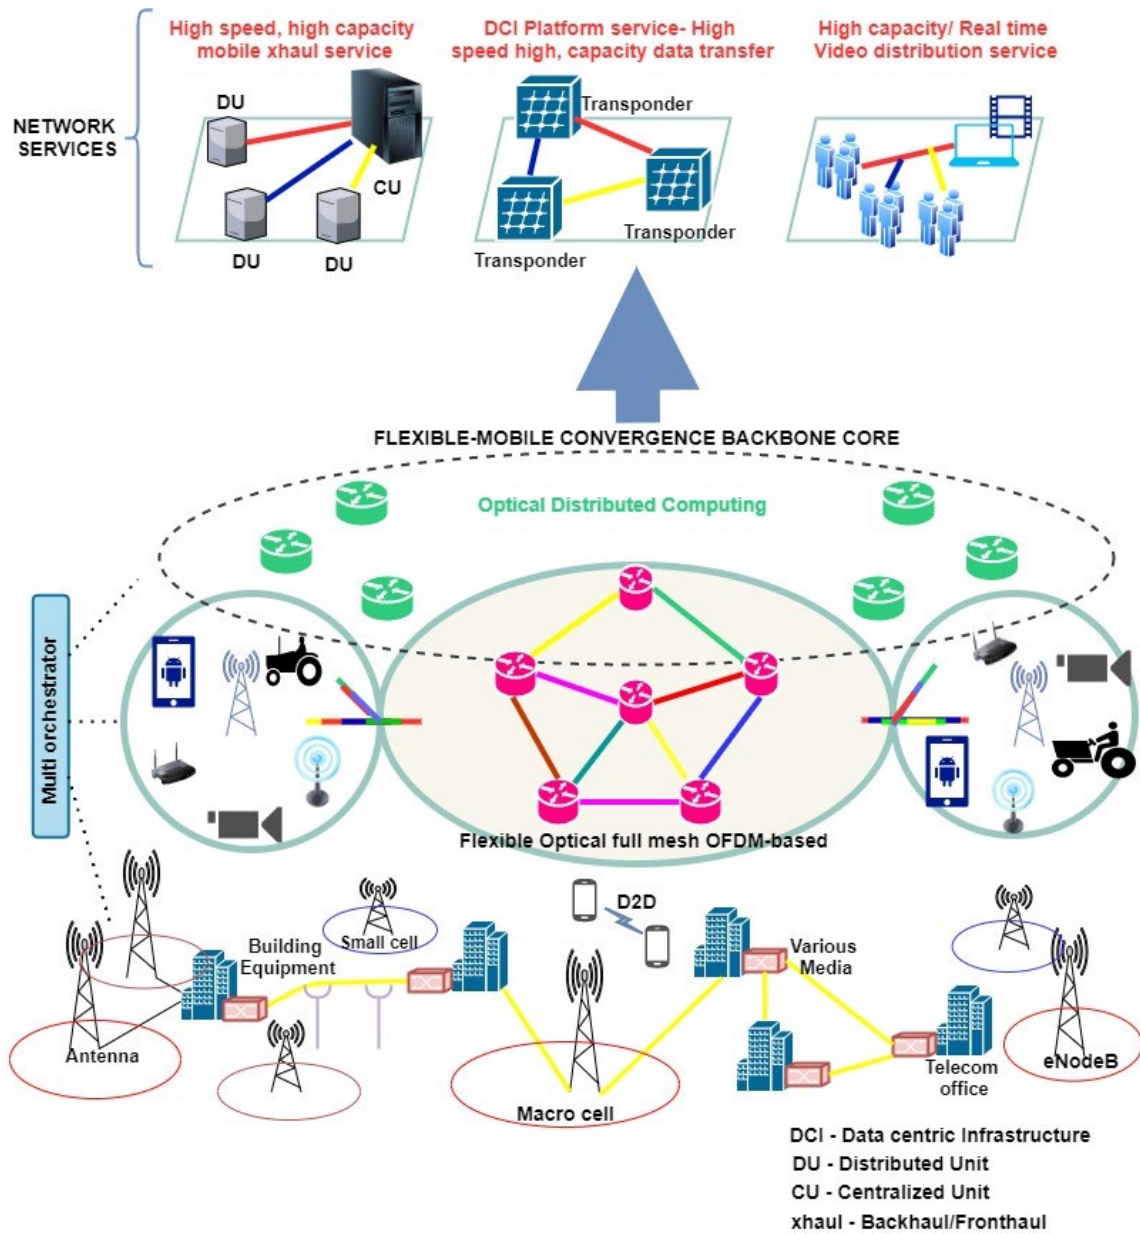 High speed, high capacity
mobile xhaul service
DCI Platform service- High
speed high, capacity data transfer
High capacity/ Real time
Video distribution service
NETWORK
SERVICES
DU
CU
DU
DU
Transponder
Transponder
Transponder
FLEXIBLE-MOBILE CONVERGENCE BACKBONE CORE
Optical Distributed Computing
Multi orchestrator
Flexible Optical full mesh OFDM-based
D2D
Building
Equipment
Small cell
Various
Media
Antenna
Macro cell
Telecom
office
eNodeB
DCI - Data centric Infrastructure
DU - Distributed Unit
CU - Centralized Unit
xhaul - Backhaul/Fronthaul